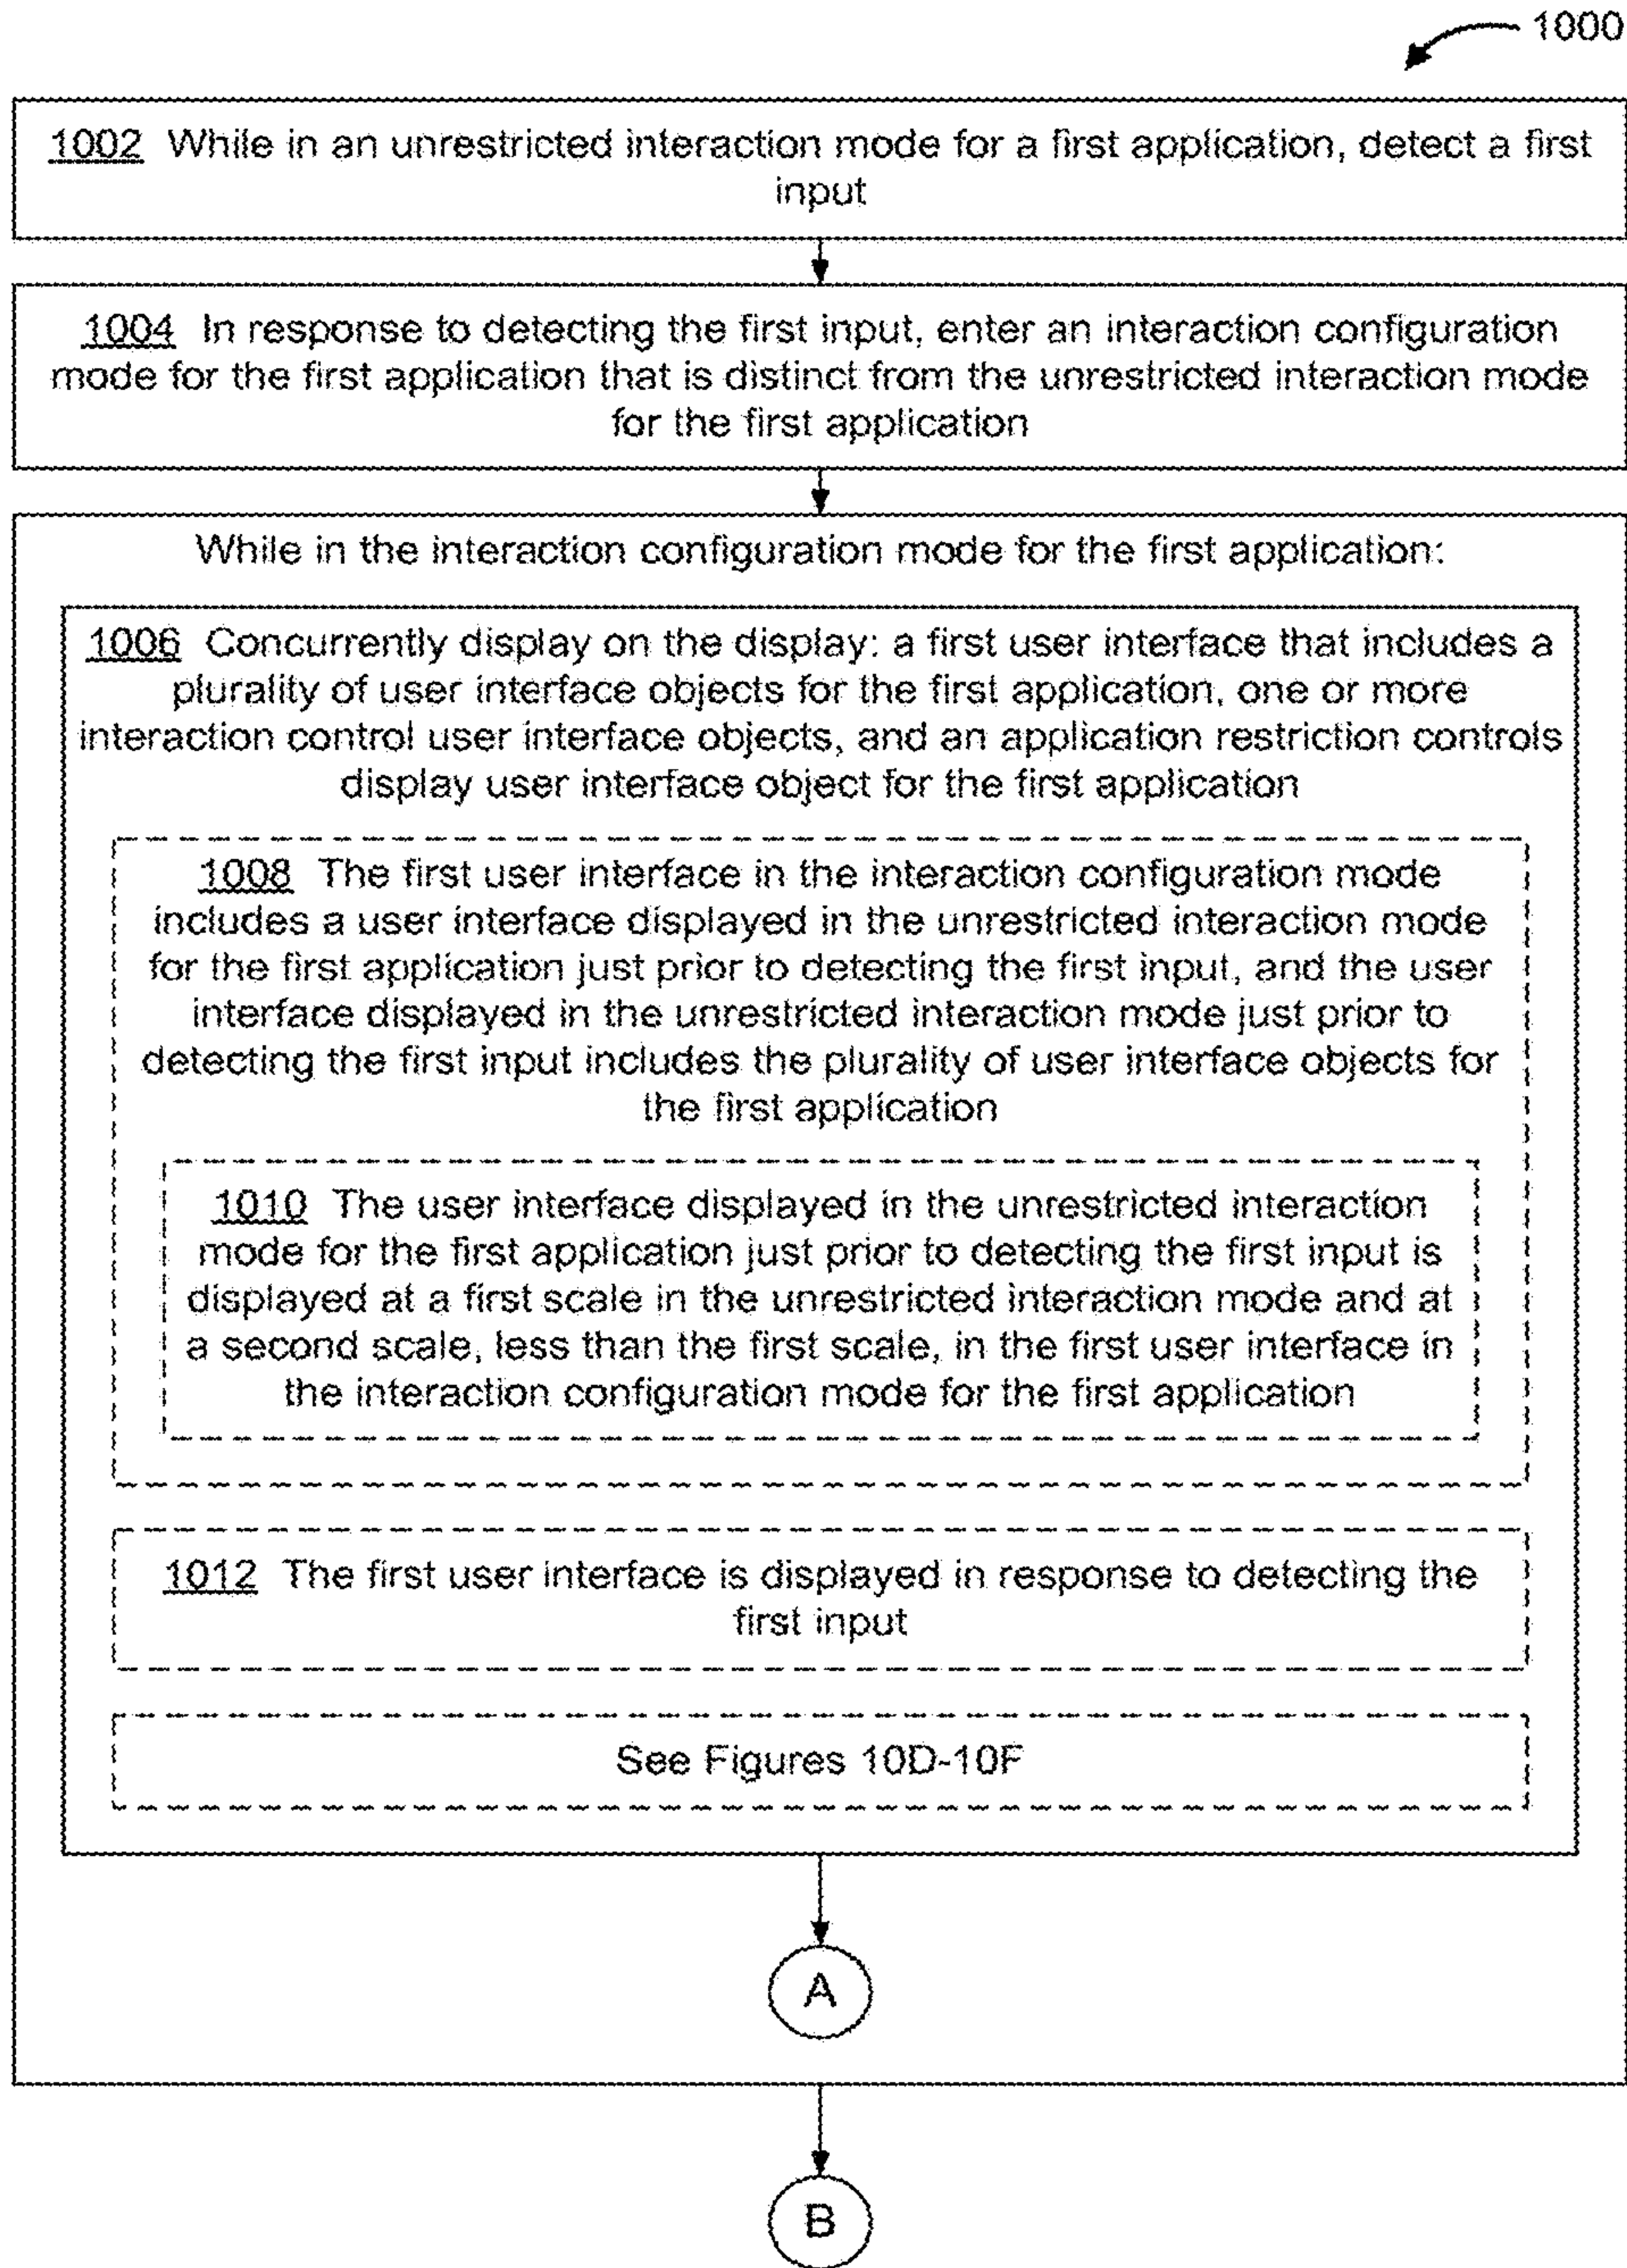 1000
1002 While in an unrestricted interaction mode for a first application, detect a first
input
1004 In response to detecting the first input, enter an interaction configuration
mode for the first application that is distinct from the unrestricted interaction mode
for the first application
While in the interaction configuration mode for the first application:
1006 Concurrently display on the display: a first user interface that includes a
plurality of user interface objects for the first application, one or more
interaction control user interface objects, and an application restriction controls
display user interface object for the first application
1008 The first user interface in the interaction configuration mode
includes a user interface displayed in the unrestricted interaction mode
for the first application just prior to detecting the first input, and the user
interface displayed in the unrestricted interaction mode just prior to
detecting the first input includes the plurality of user interface objects for
the first application
1010 The user interface displayed in the unrestricted interaction
mode for the first application just prior to detecting the first input is
displayed at a first scale in the unrestricted interaction mode and at
a second scale, less than the first scale, in the first user interface in
the interaction configuration mode for the first application
1012 The first user interface is displayed in response to detecting the
first input
See Figures 10D-10F
A
B